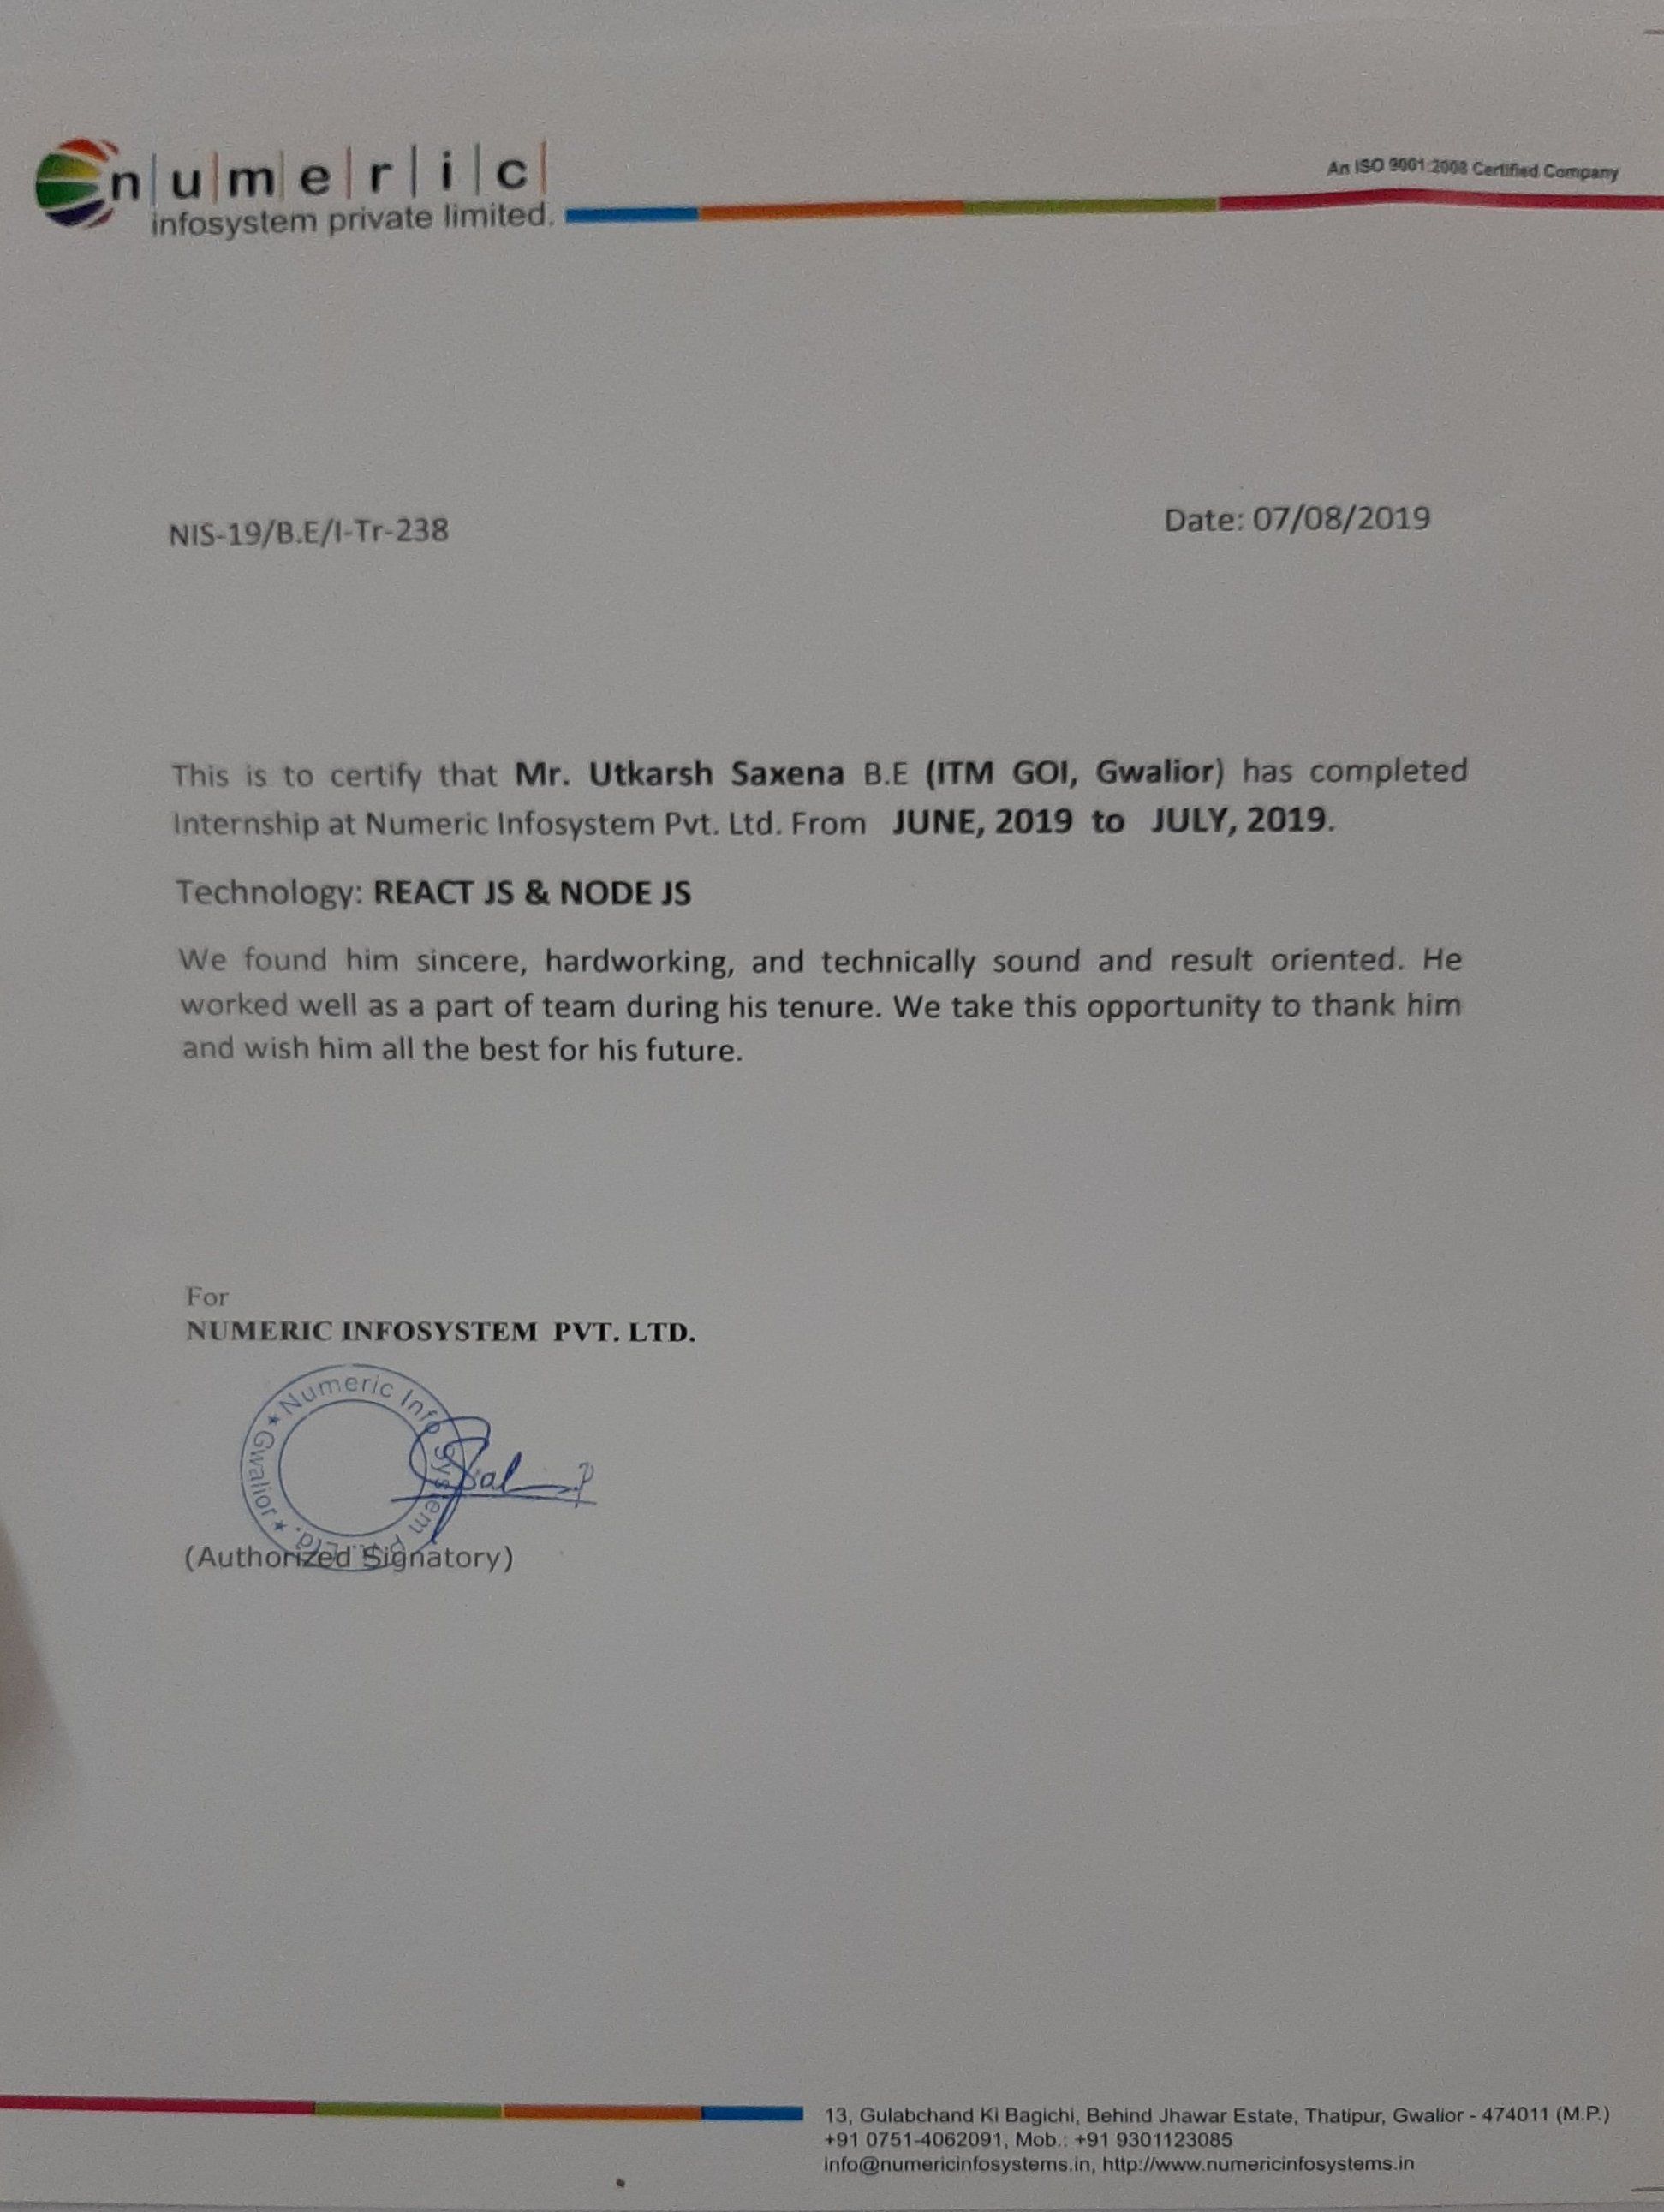 n|u|m|e|r|i|c|
infosystem private limited.
An ISO 9001:2008 Certified Company
NIS-19/B.E/I-Tr-238
Date: 07/08/2019
This is to certify that Mr. Utkarsh Saxena B.E (ITM GOI, Gwalior) has completed
Internship at Numeric Infosystem Pvt. Ltd. From JUNE, 2019 to JULY, 2019.
Technology: REACT JS & NODE JS
We found him sincere, hardworking, and technically sound and result oriented. He
worked well as a part of team during his tenure. We take this opportunity to thank him
and wish him all the best for his future.
For
NUMERIC INFOSYSTEM PVT. LTD.
★ Numeric Info System Pvt. Ltd. ★ Gwalior
(Authorized Signatory)
13, Gulabchand Ki Bagichi, Behind Jhawar Estate, Thatipur, Gwalior - 474011 (M.P.)
+91 0751-4062091, Mob.: +91 9301123085
info@numericinfosystems.in, http://www.numericinfosystems.in